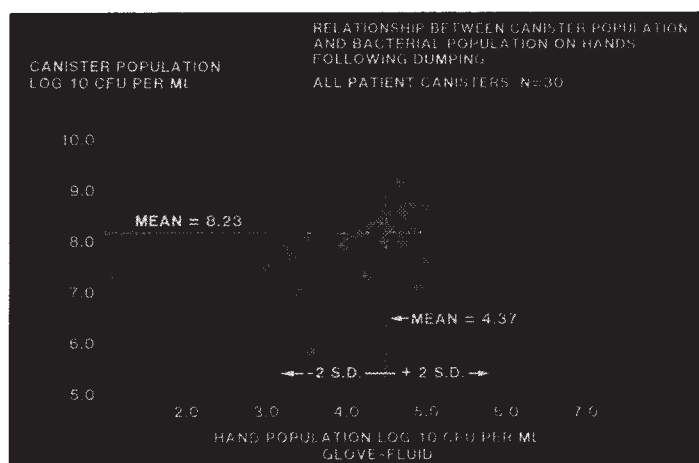 RELATIONSHIP BETWEEN CANISTER POPULATION
AND BACTERIAL POPULATION ON HANDS
FOLLOWING DUMPING
ALL PATIENT CANISTERS N=30
CANISTER POPULATION
LOG 10 CFU PER ML
10.0
9.0
MEAN = 8.23
8.0
7.0
MEAN = 4.37
6.0
-2 S.D. + 2 S.D.
5.0
2.0 3.0 4.0 5.0 6.0 7.0
HAND POPULATION LOG 10 CFU PER ML
GLOVE-FLUID